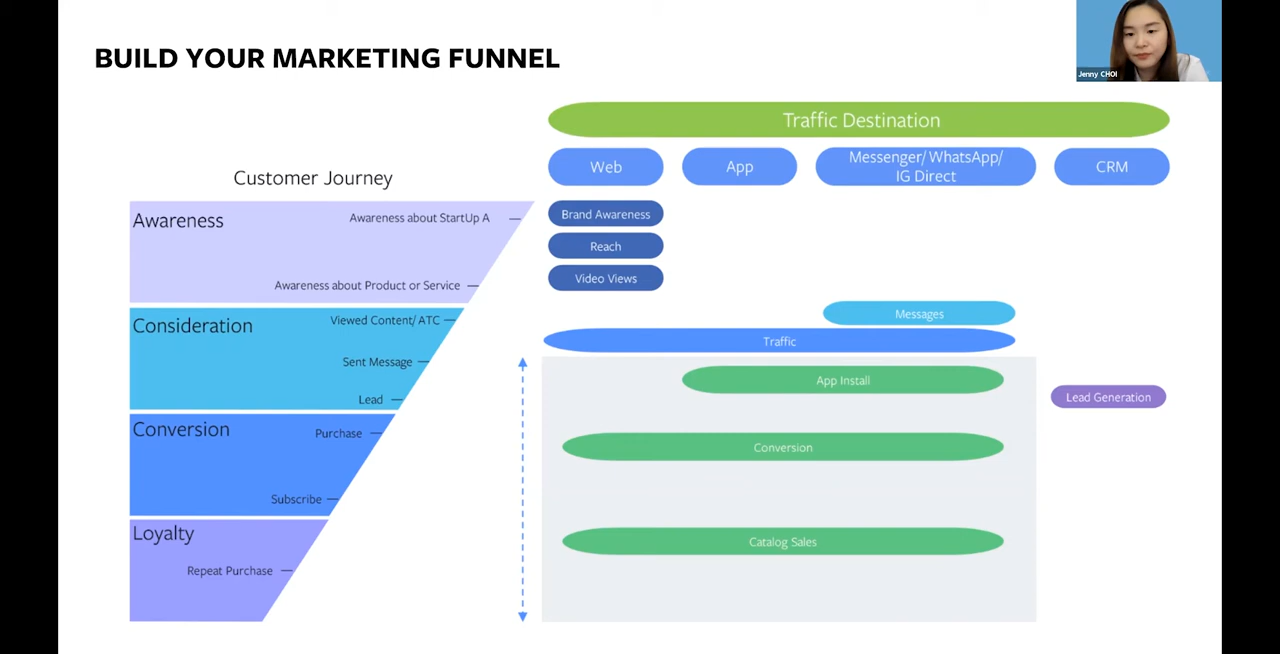 BUILD YOUR MARKETING FUNNEL
Jenny CHOI
Traffic Destination
Web
App
Messenger/ WhatsApp/
IG Direct
CRM
Customer Journey
Awareness
Awareness about StartUp A
Awareness about Product or Service
Brand Awareness
Reach
Video Views
Consideration
Viewed Content/ ATC
Sent Message
Lead
Messages
Traffic
App Install
Lead Generation
Conversion
Purchase
Subscribe
Conversion
Loyalty
Repeat Purchase
Catalog Sales